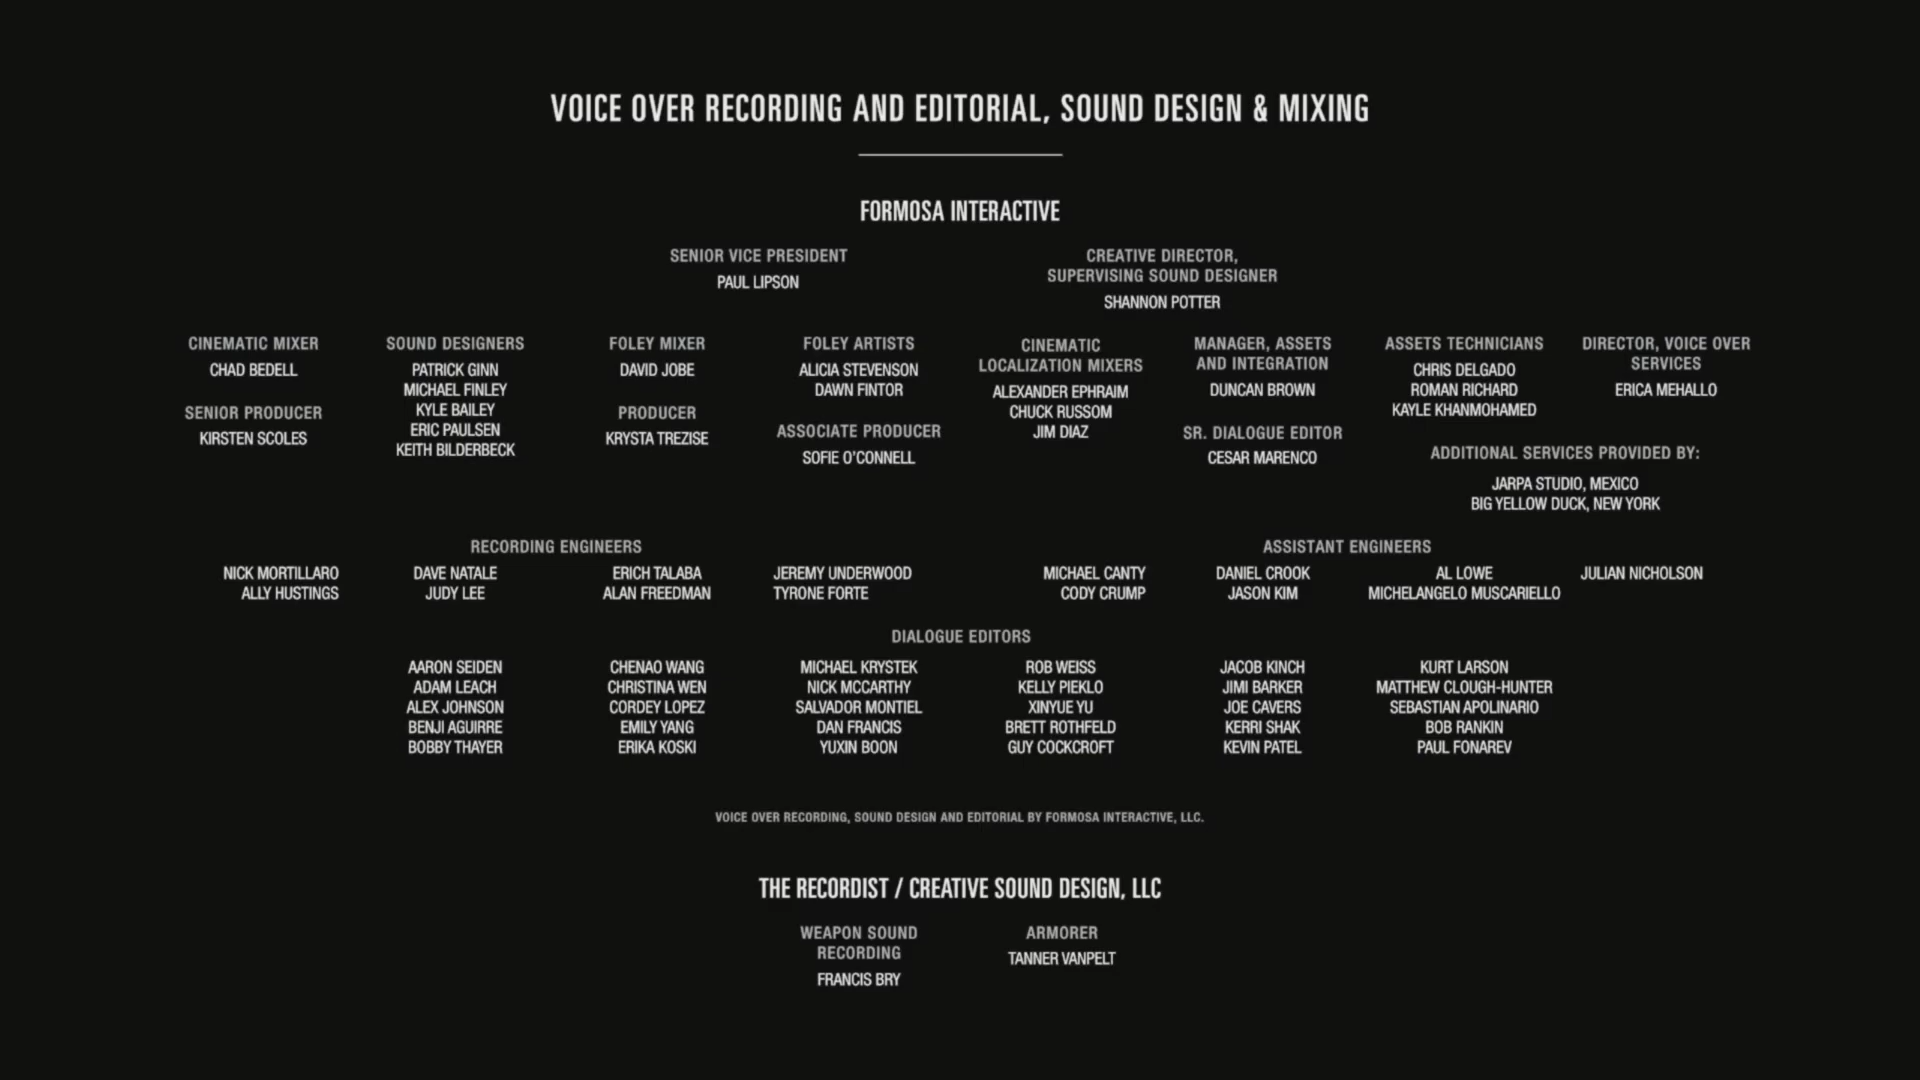 VOICE OVER RECORDING AND EDITORIAL, SOUND DESIGN & MIXING
FORMOSA INTERACTIVE
SENIOR VICE PRESIDENT
PAUL LIPSON
CREATIVE DIRECTOR,
SUPERVISING SOUND DESIGNER
SHANNON POTTER
CINEMATIC MIXER
CHAD BEDELL
SENIOR PRODUCER
KIRSTEN SCOLES
SOUND DESIGNERS
PATRICK GINN
MICHAEL FINLEY
KYLE BAILEY
ERIC PAULSEN
KEITH BILDERBECK
FOLEY MIXER
DAVID JOBE
PRODUCER
KRYSTA TREZISE
FOLEY ARTISTS
ALICIA STEVENSON
DAWN FINTOR
ASSOCIATE PRODUCER
SOFIE O'CONNELL
CINEMATIC
LOCALIZATION MIXERS
ALEXANDER EPHRAIM
CHUCK RUSSOM
JIM DIAZ
MANAGER, ASSETS
AND INTEGRATION
DUNCAN BROWN
SR. DIALOGUE EDITOR
CESAR MARENCO
ASSETS TECHNICIANS
CHRIS DELGADO
ROMAN RICHARD
KAYLE KHANMOHAMED
DIRECTOR, VOICE OVER
SERVICES
ERICA MEHALLO
ADDITIONAL SERVICES PROVIDED BY:
JARPA STUDIO, MEXICO
BIG YELLOW DUCK, NEW YORK
RECORDING ENGINEERS
NICK MORTILLARO
ALLY HUSTINGS
DAVE NATALE
JUDY LEE
ERICH TALABA
ALAN FREEDMAN
JEREMY UNDERWOOD
TYRONE FORTE
ASSISTANT ENGINEERS
MICHAEL CANTY
CODY CRUMP
DANIEL CROOK
JASON KIM
AL LOWE
MICHELANGELO MUSCARIELLO
JULIAN NICHOLSON
DIALOGUE EDITORS
AARON SEIDEN
ADAM LEACH
ALEX JOHNSON
BENJI AGUIRRE
BOBBY THAYER
CHENAO WANG
CHRISTINA WEN
CORDEY LOPEZ
EMILY YANG
ERIKA KOSKI
MICHAEL KRYSTEK
NICK MCCARTHY
SALVADOR MONTIEL
DAN FRANCIS
YUXIN BOON
ROB WEISS
KELLY PIEKLO
XINYUE YU
BRETT ROTHFELD
GUY COCKCROFT
JACOB KINCH
JIMI BARKER
JOE CAVERS
KERRI SHAK
KEVIN PATEL
KURT LARSON
MATTHEW CLOUGH-HUNTER
SEBASTIAN APOLINARIO
BOB RANKIN
PAUL FONAREV
VOICE OVER RECORDING, SOUND DESIGN AND EDITORIAL BY FORMOSA INTERACTIVE, LLC.
THE RECORDIST / CREATIVE SOUND DESIGN, LLC
WEAPON SOUND
RECORDING
FRANCIS BRY
ARMORER
TANNER VANPELT